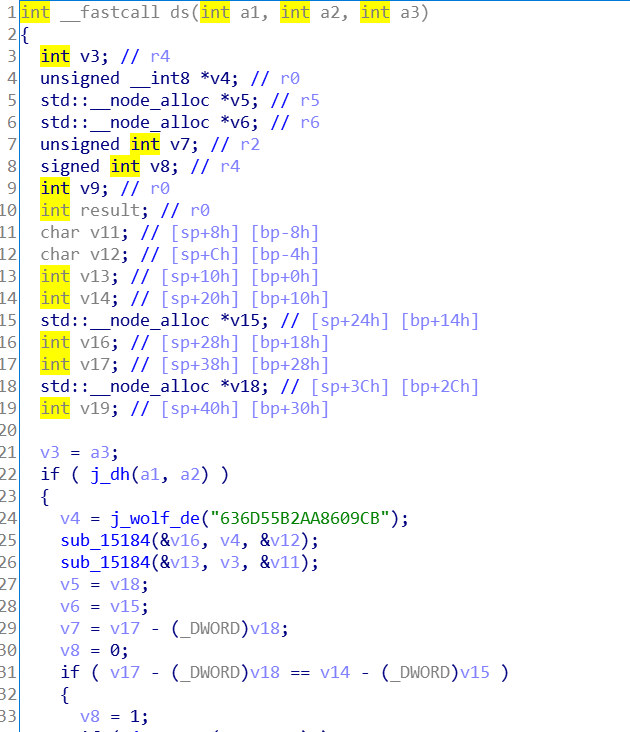 1 int __fastcall ds(int a1, int a2, int a3)
2 {
3 int v3; // r4
4 unsigned __int8 *v4; // r0
5 std::__node_alloc *v5; // r5
6 std::__node_alloc *v6; // r6
7 unsigned int v7; // r2
8 signed int v8; // r4
9 int v9; // r0
10 int result; // r0
11 char v11; // [sp+8h] [bp-8h]
12 char v12; // [sp+Ch] [bp-4h]
13 int v13; // [sp+10h] [bp+0h]
14 int v14; // [sp+20h] [bp+10h]
15 std::__node_alloc *v15; // [sp+24h] [bp+14h]
16 int v16; // [sp+28h] [bp+18h]
17 int v17; // [sp+38h] [bp+28h]
18 std::__node_alloc *v18; // [sp+3Ch] [bp+2Ch]
19 int v19; // [sp+40h] [bp+30h]
20
21 v3 = a3;
22 if ( j_dh(a1, a2) )
23 {
24 v4 = j_wolf_de("636D55B2AA8609CB");
25 sub_15184(&v16, v4, &v12);
26 sub_15184(&v13, v3, &v11);
27 v5 = v18;
28 v6 = v15;
29 v7 = v17 - (_DWORD)v18;
30 v8 = 0;
31 if ( v17 - (_DWORD)v18 == v14 - (_DWORD)v15 )
32 {
33 v8 = 1;